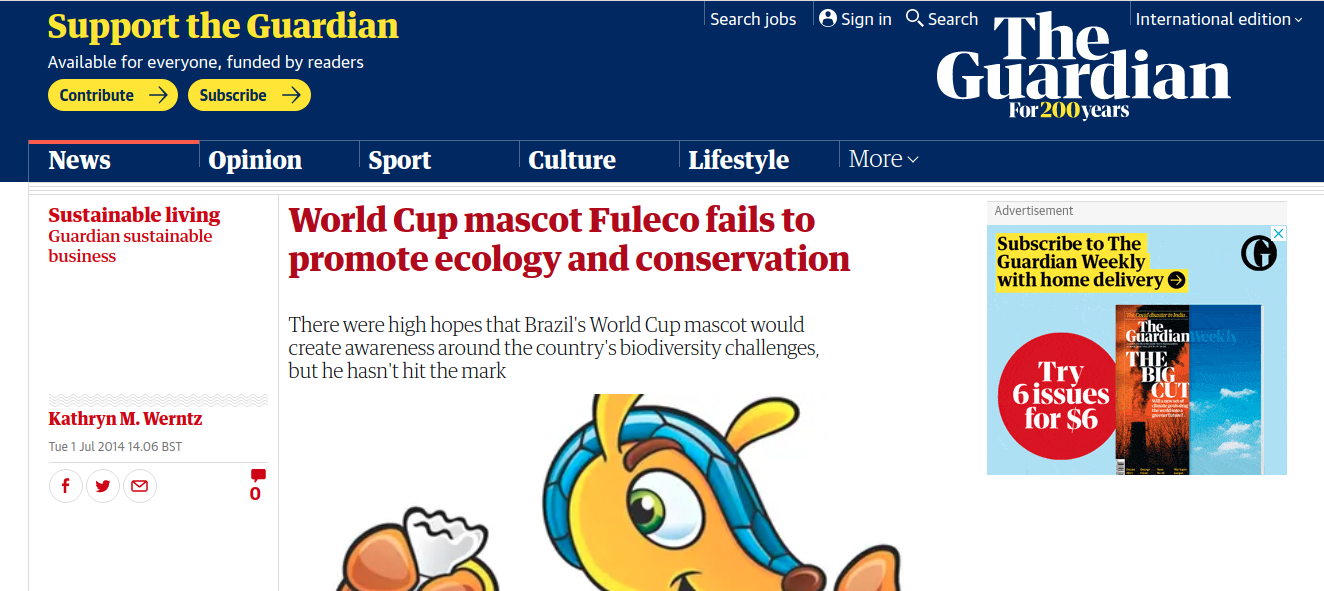 Support the Guardian
Available for everyone, funded by readers
Contribute
Subscribe
Search jobs
Sign in
Search
International edition
The
Guardian
For 200 years
News
Opinion
Sport
Culture
Lifestyle
More
Sustainable living
Guardian sustainable
business
World Cup mascot Fuleco fails to
promote ecology and conservation
There were high hopes that Brazil's World Cup mascot would
create awareness around the country's biodiversity challenges,
but he hasn't hit the mark
Kathryn M. Werntz
Tue 1 Jul 2014 14.06 BST
0
Advertisement
Subscribe to The
Guardian Weekly
with home delivery
Try
6 issues
for $6
The
Guardian Weekly
THE
BIG
CUT